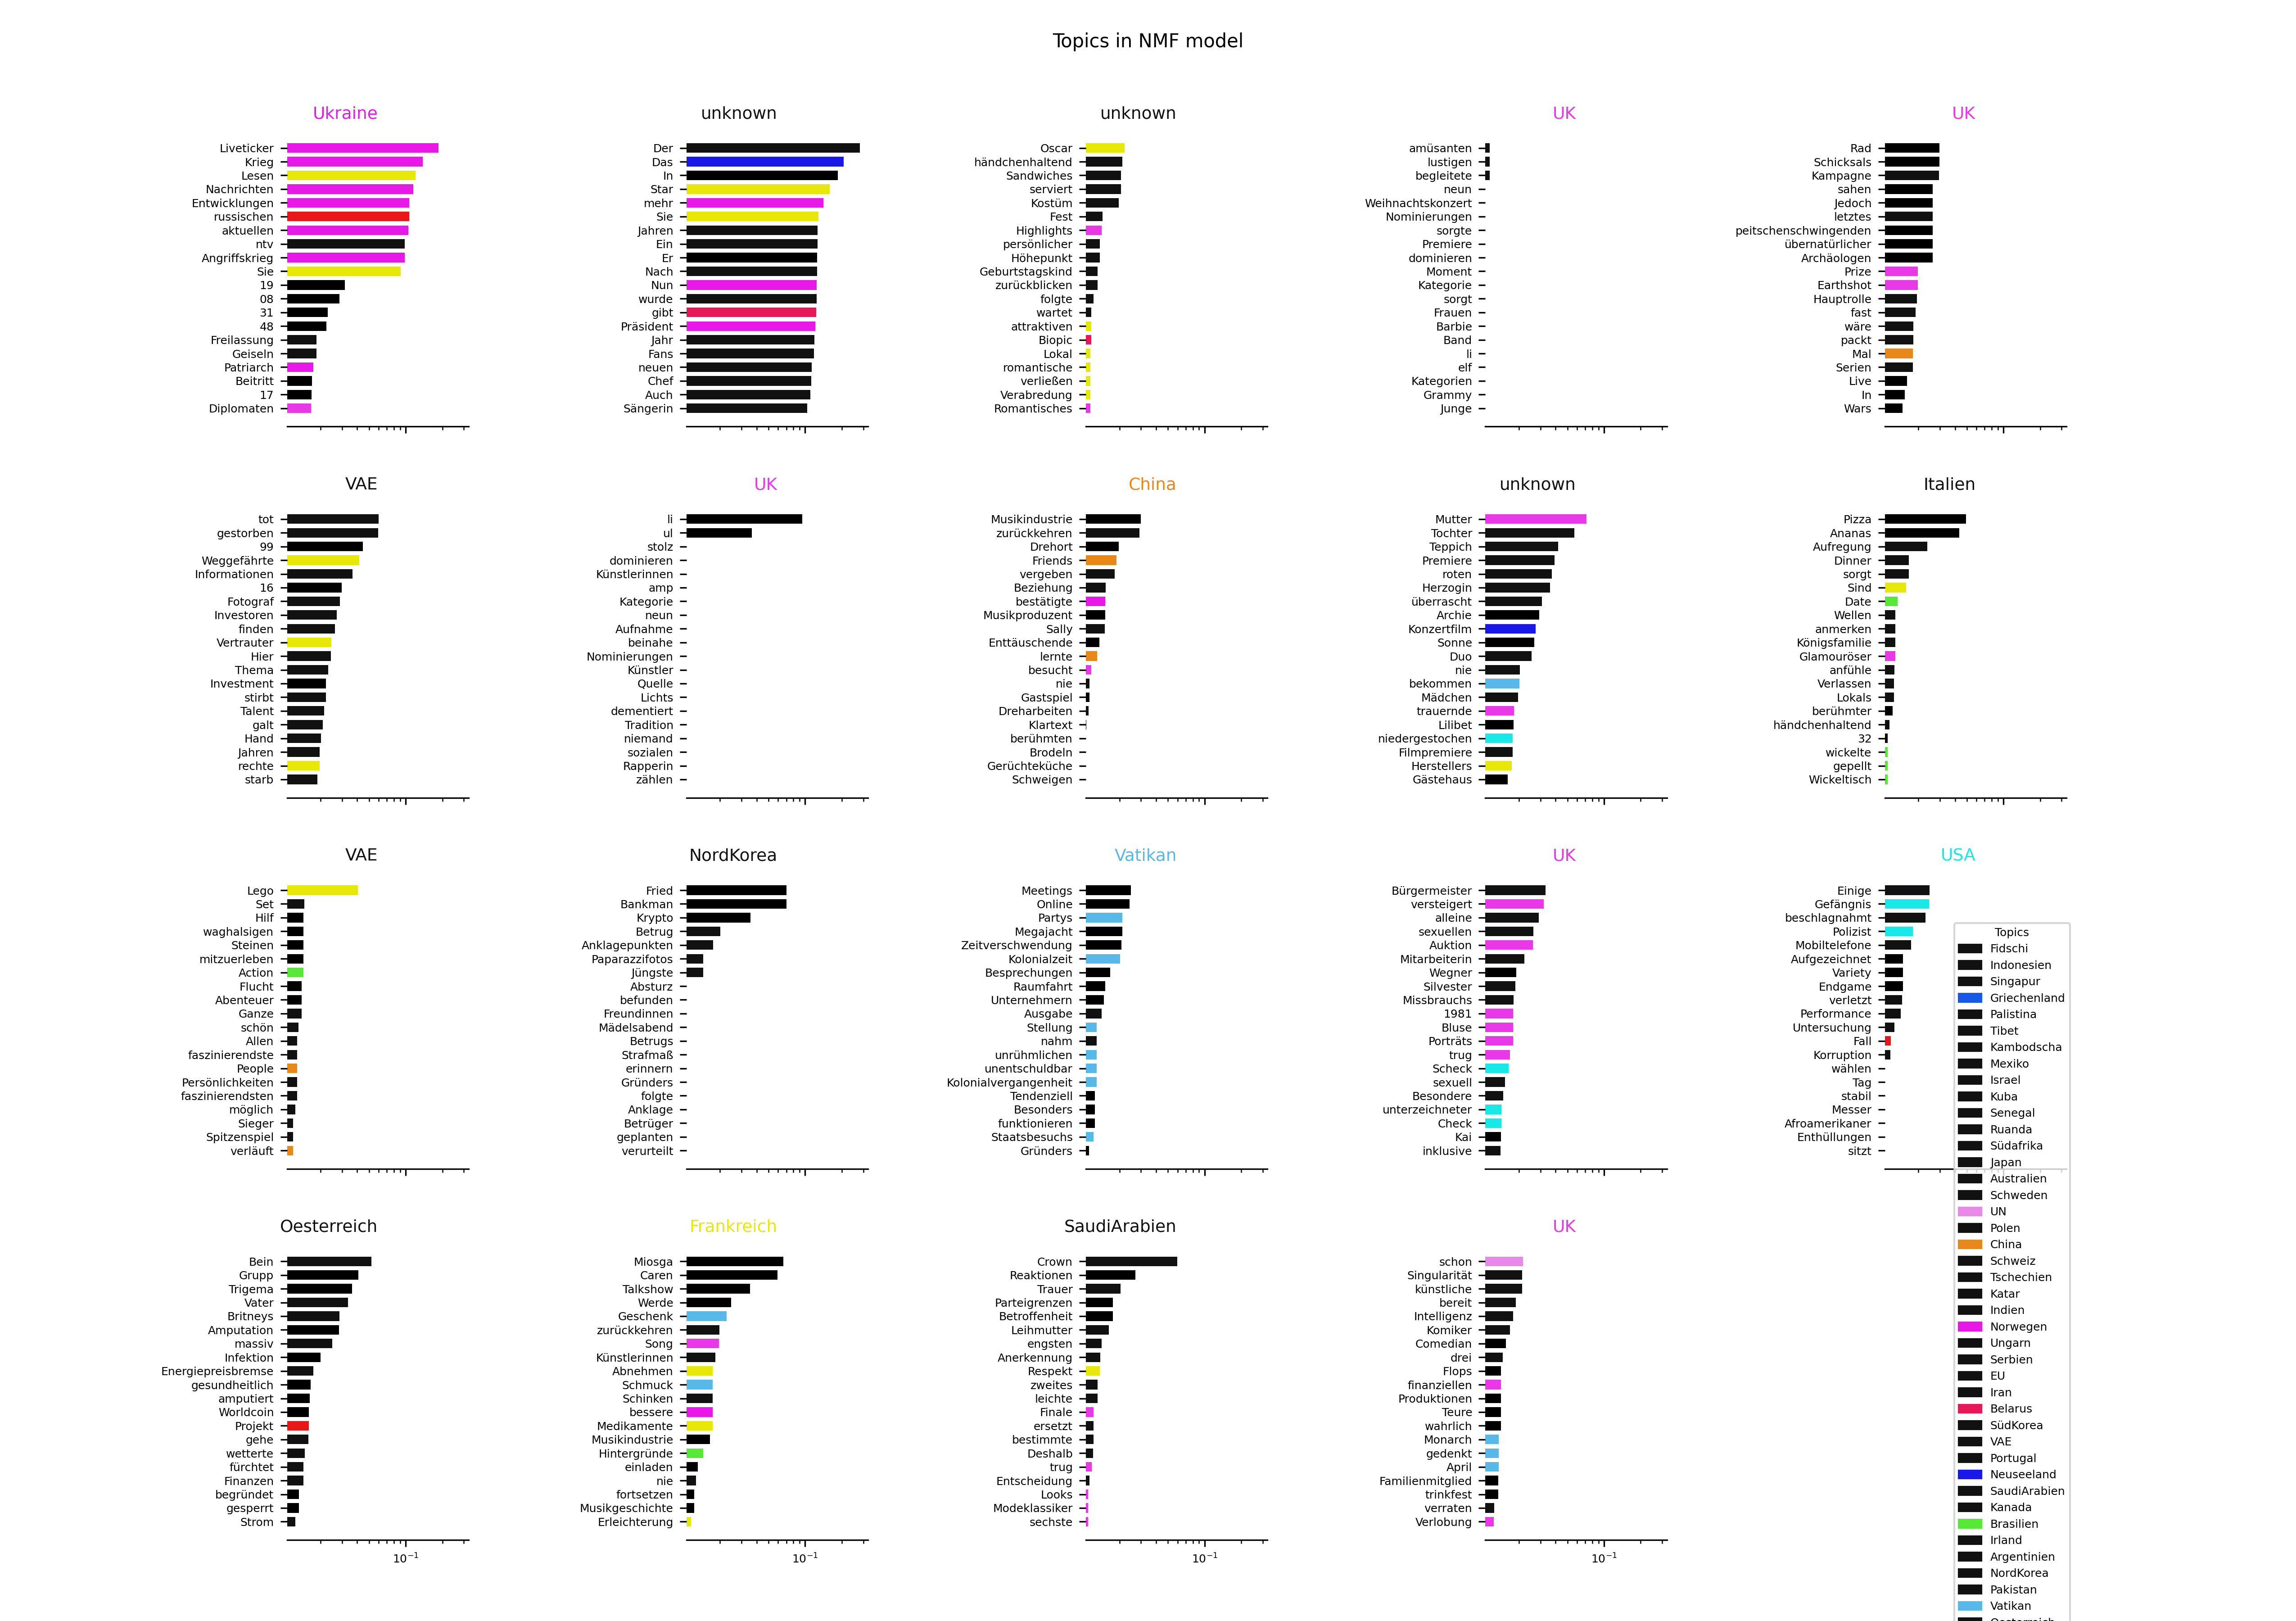 Topics in NMF model
Ukraine
Liveticker
Krieg
Lesen
Nachrichten
Entwicklungen
russischen
aktuellen
ntv
Angriffskrieg
Sie
19
08
31
48
Freilassung
Geiseln
Patriarch
Beitritt
17
Diplomaten
unknown
Der
Das
In
Star
mehr
Sie
Jahren
Ein
Er
Nach
Nun
wurde
gibt
Präsident
Jahr
Fans
neuen
Chef
Auch
Sängerin
unknown
Oscar
händchenhaltend
Sandwiches
serviert
Kostüm
Fest
Highlights
persönlicher
Höhepunkt
Geburtstagskind
zurückblicken
folgte
wartet
attraktiven
Biopic
Lokal
romantische
verließen
Verabredung
Romantisches
UK
amüsanten
lustigen
begleitete
neun
Weihnachtskonzert
Nominierungen
sorgte
Premiere
dominieren
Moment
Kategorie
sorgt
Frauen
Barbie
Band
li
elf
Kategorien
Grammy
Junge
UK
Rad
Schicksals
Kampagne
sahen
Jedoch
letztes
peitschenschwingenden
übernatürlicher
Archäologen
Prize
Earthshot
Hauptrolle
fast
wäre
packt
Mal
Serien
Live
In
Wars
VAE
tot
gestorben
99
Weggefährte
Informationen
16
Fotograf
Investoren
finden
Vertrauter
Hier
Thema
Investment
stirbt
Talent
galt
Hand
Jahren
rechte
starb
UK
li
ul
stolz
dominieren
Künstlerinnen
amp
Kategorie
neun
Aufnahme
beinahe
Nominierungen
Künstler
Quelle
Lichts
dementiert
Tradition
niemand
sozialen
Rapperin
zählen
China
Musikindustrie
zurückkehren
Drehort
Friends
vergeben
Beziehung
bestätigte
Musikproduzent
Sally
Enttäuschende
lernte
besucht
nie
Gastspiel
Dreharbeiten
Klartext
berühmten
Brodeln
Gerüchteküche
Schweigen
unknown
Mutter
Tochter
Teppich
Premiere
roten
Herzogin
überrascht
Archie
Konzertfilm
Sonne
Duo
nie
bekommen
Mädchen
trauernde
Lilibet
niedergestochen
Filmpremiere
Herstellers
Gästehaus
Italien
Pizza
Ananas
Aufregung
Dinner
sorgt
Sind
Date
Wellen
anmerken
Königsfamilie
Glamouröser
anfühle
Verlassen
Lokals
berühmter
händchenhaltend
32
wickelte
gepellt
Wickeltisch
VAE
Lego
Set
Hilf
waghalsigen
Steinen
mitzuerleben
Action
Flucht
Abenteuer
Ganze
schön
Allen
faszinierendste
People
Persönlichkeiten
faszinierendsten
möglich
Sieger
Spitzenspiel
verläuft
NordKorea
Fried
Bankman
Krypto
Betrug
Anklagepunkten
Paparazzifotos
Jüngste
Absturz
befunden
Freundinnen
Mädelsabend
Betrugs
Strafmaß
erinnern
Gründers
folgte
Anklage
Betrüger
geplanten
verurteilt
Vatikan
Meetings
Online
Partys
Megajacht
Zeitverschwendung
Kolonialzeit
Besprechungen
Raumfahrt
Unternehmern
Ausgabe
Stellung
nahm
unrühmlichen
unentschuldbar
Kolonialvergangenheit
Tendenziell
Besonders
funktionieren
Staatsbesuchs
Gründers
UK
Bürgermeister
versteigert
alleine
sexuellen
Auktion
Mitarbeiterin
Wegner
Silvester
Missbrauchs
1981
Bluse
Porträts
trug
Scheck
sexuell
Besondere
unterzeichneter
Check
Kai
inklusive
USA
Einige
Gefängnis
beschlagnahmt
Polizist
Mobiltelefone
Aufgezeichnet
Variety
Endgame
verletzt
Performance
Untersuchung
Fall
Korruption
wählen
Tag
stabil
Messer
Afroamerikaner
Enthüllungen
sitzt
Oesterreich
Bein
Grupp
Trigema
Vater
Britneys
Amputation
massiv
Infektion
Energiepreisbremse
gesundheitlich
amputiert
Worldcoin
Projekt
gehe
wetterte
fürchtet
Finanzen
begründet
gesperrt
Strom
10⁻¹
Frankreich
Miosga
Caren
Talkshow
Werde
Geschenk
zurückkehren
Song
Künstlerinnen
Abnehmen
Schmuck
Schinken
bessere
Medikamente
Musikindustrie
Hintergründe
einladen
nie
fortsetzen
Musikgeschichte
Erleichterung
10⁻¹
SaudiArabien
Crown
Reaktionen
Trauer
Parteigrenzen
Betroffenheit
Leihmutter
engsten
Anerkennung
Respekt
zweites
leichte
Finale
ersetzt
bestimmte
Deshalb
trug
Entscheidung
Looks
Modeklassiker
sechste
10⁻¹
UK
schon
Singularität
künstliche
bereit
Intelligenz
Komiker
Comedian
drei
Flops
finanziellen
Produktionen
Teure
wahrlich
Monarch
gedenkt
April
Familienmitglied
trinkfest
verraten
Verlobung
10⁻¹
Topics
Fidschi
Indonesien
Singapur
Griechenland
Palistina
Tibet
Kambodscha
Mexiko
Israel
Kuba
Senegal
Ruanda
Südafrika
Japan
Australien
Schweden
UN
Polen
China
Schweiz
Tschechien
Katar
Indien
Norwegen
Ungarn
Serbien
EU
Iran
Belarus
SüdKorea
VAE
Portugal
Neuseeland
SaudiArabien
Kanada
Brasilien
Irland
Argentinien
NordKorea
Pakistan
Vatikan